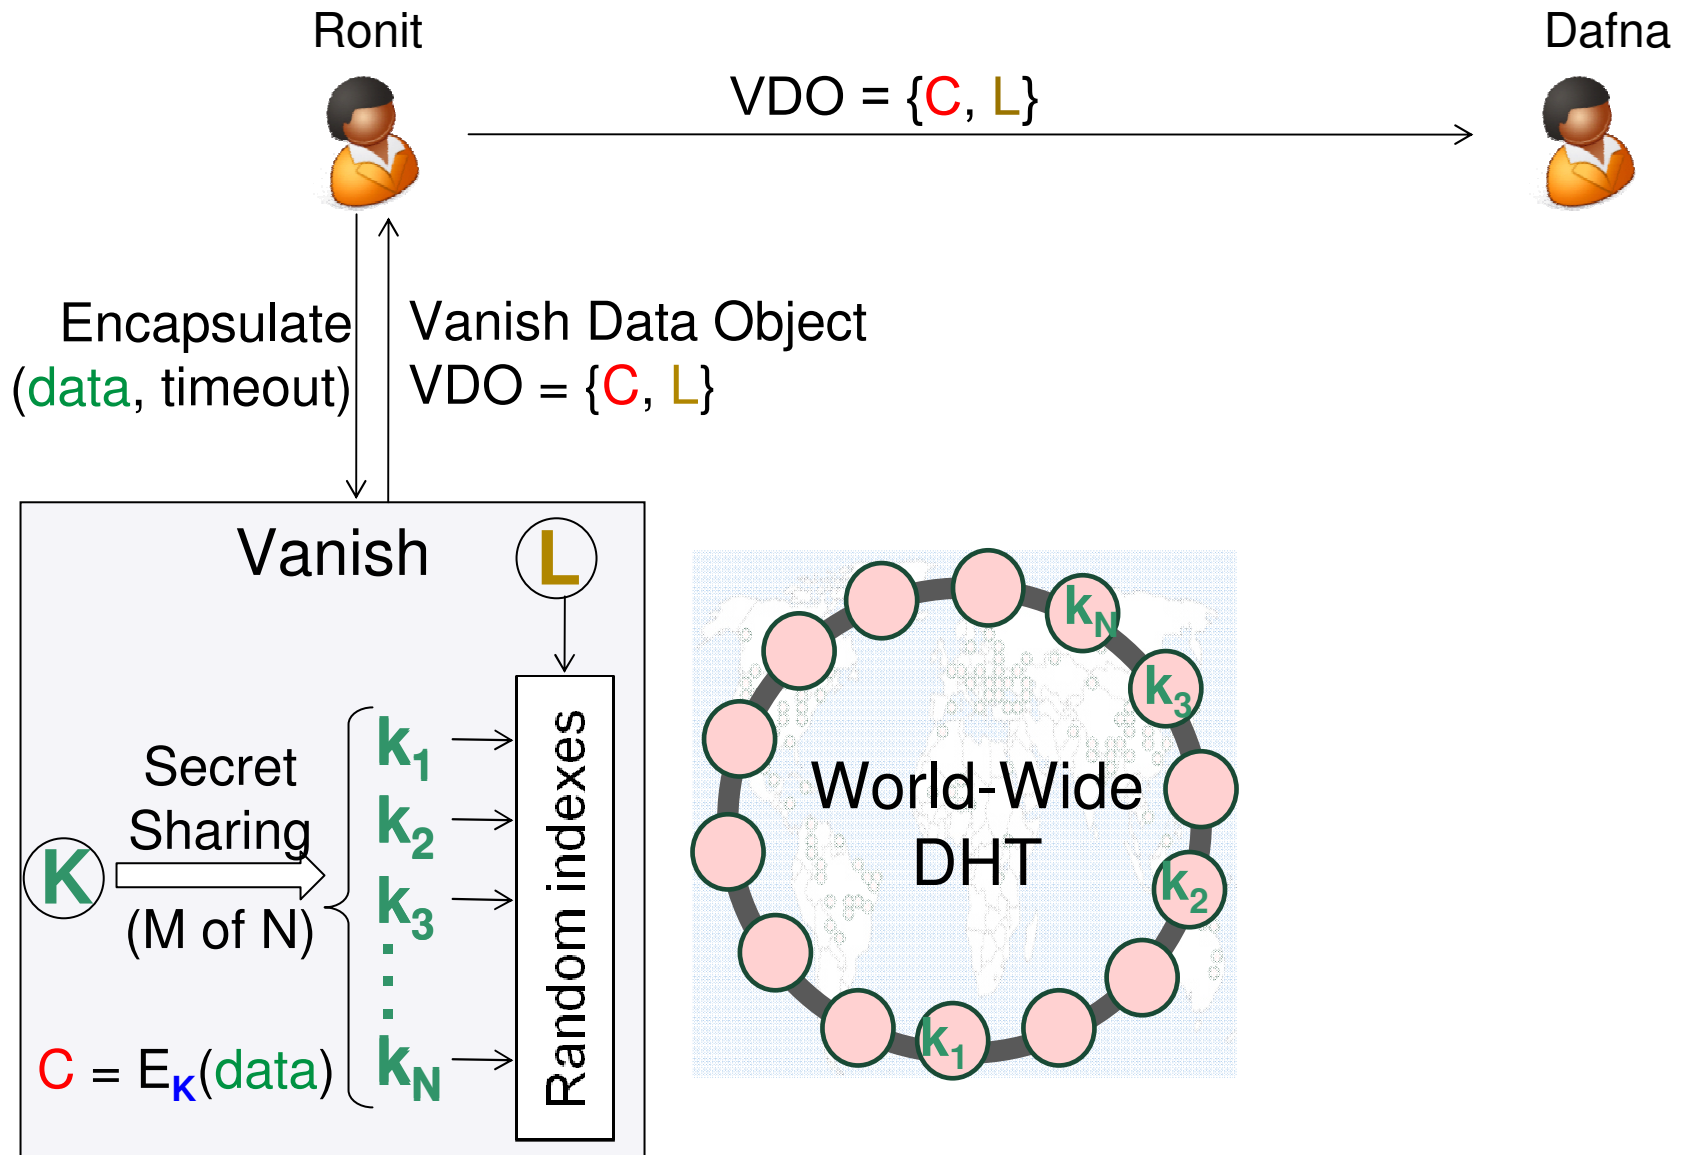 Ronit
Dafna
VDO = {C, L}
Encapsulate
(data, timeout)
Vanish Data Object
VDO = {C, L}
Vanish
L
Secret
Sharing
(M of N)
K
k1
k2
k3
kN
C = EK(data)
Random indexes
World-Wide
DHT
kN
k3
k2
k1